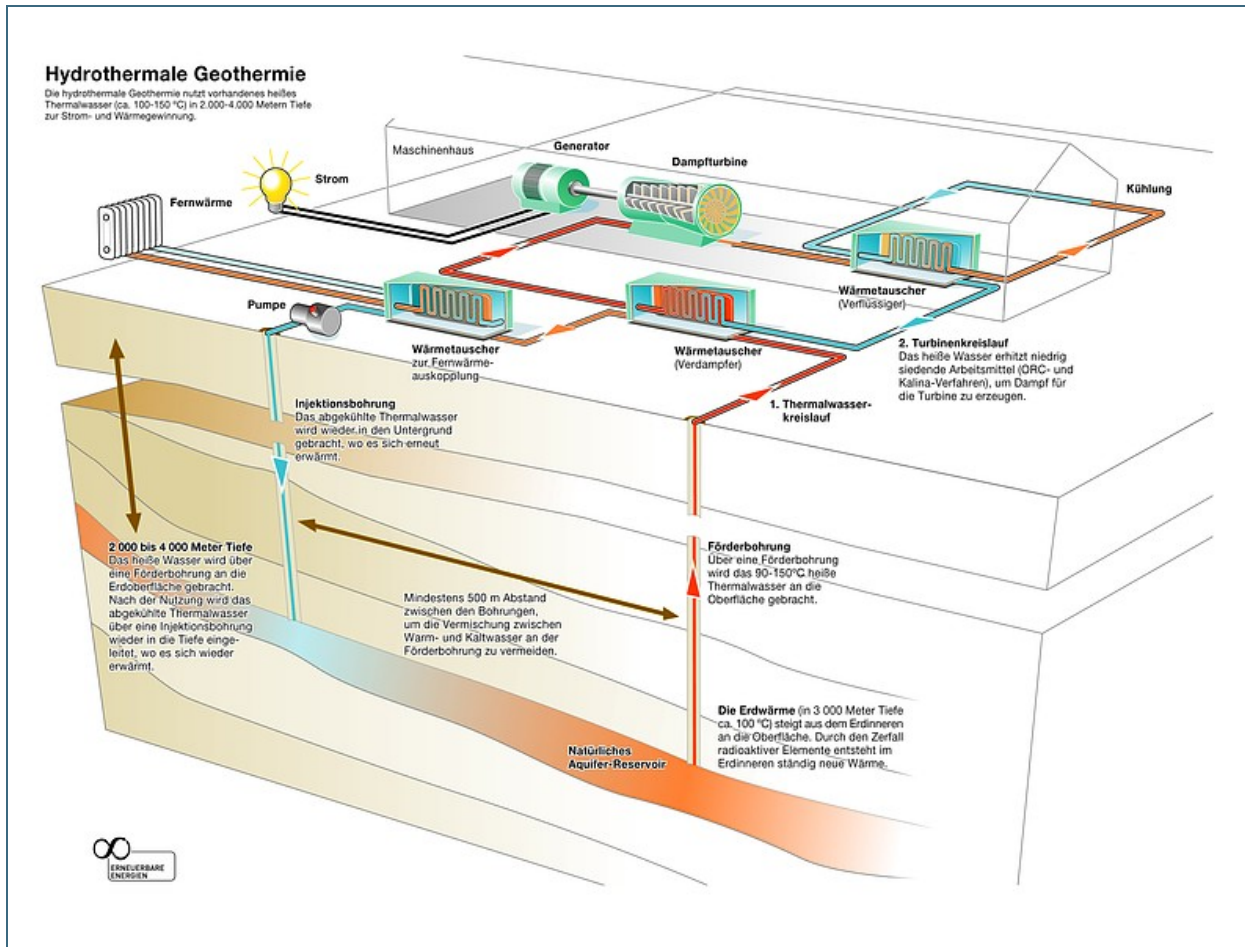 Hydrothermale Geothermie
Die hydrothermale Geothermie nutzt vorhandenes heißes
Thermalwasser (ca. 100-150 °C) in 2.000-4.000 Metern Tiefe
zur Strom- und Wärmegewinnung.
Maschinenhaus
Generator
Dampfturbine
Strom
Fernwärme
Kühlung
Pumpe
Wärmetauscher
zur Fernwärme-
auskopplung
Wärmetauscher
(Verdampfer)
Wärmetauscher
(Verflüssiger)
2. Turbinenkreislauf
Das heiße Wasser erhitzt niedrig
siedende Arbeitsmittel (ORC- und
Kalina-Verfahren), um Dampf für
die Turbine zu erzeugen.
1. Thermalwasser-
kreislauf
Injektionsbohrung
Das abgekühlte Thermalwasser
wird wieder in den Untergrund
gebracht, wo es sich erneut
erwärmt.
2 000 bis 4 000 Meter Tiefe
Das heiße Wasser wird über
eine Förderbohrung an die
Erdoberfläche gebracht.
Nach der Nutzung wird das
abgekühlte Thermalwasser
über eine Injektionsbohrung
wieder in die Tiefe einge-
leitet, wo es sich wieder
erwärmt.
Mindestens 500 m Abstand
zwischen den Bohrungen,
um die Vermischung zwischen
Warm- und Kaltwasser an der
Förderbohrung zu vermeiden.
Förderbohrung
Über eine Förderbohrung
wird das 90-150°C heiße
Thermalwasser an die
Oberfläche gebracht.
Die Erdwärme (in 3 000 Meter Tiefe
ca. 100 °C) steigt aus dem Erdinneren
an die Oberfläche. Durch den Zerfall
radioaktiver Elemente entsteht im
Erdinneren ständig neue Wärme.
Natürliches
Aquifer-Reservoir
ERNEUERBARE
ENERGIEN